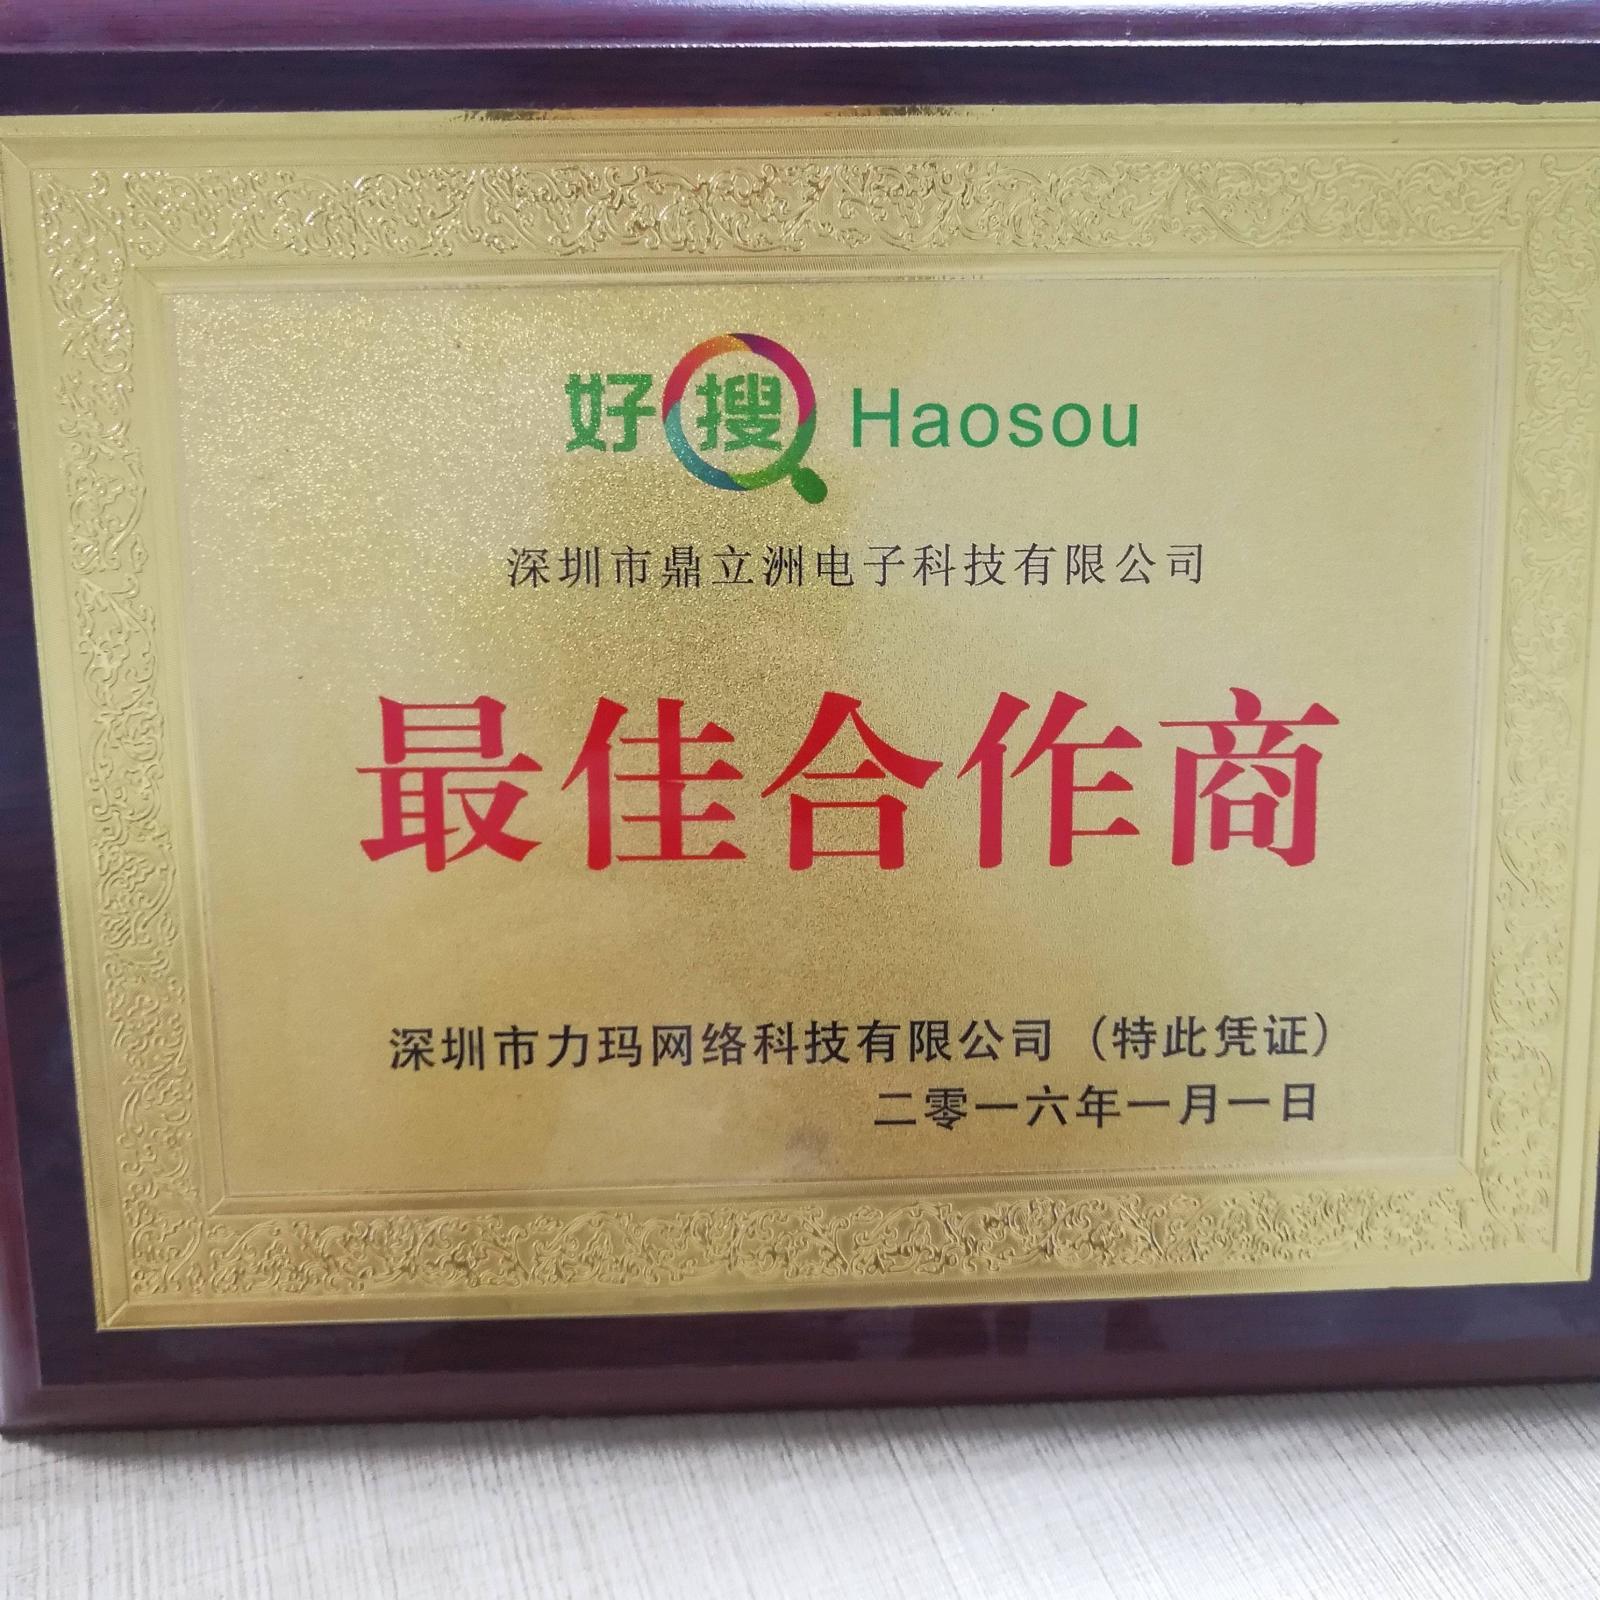 好搜 Haosou
深圳市鼎立洲电子科技有限公司
最佳合作商
深圳市力玛网络科技有限公司（特此凭证）
二零一六年一月一日